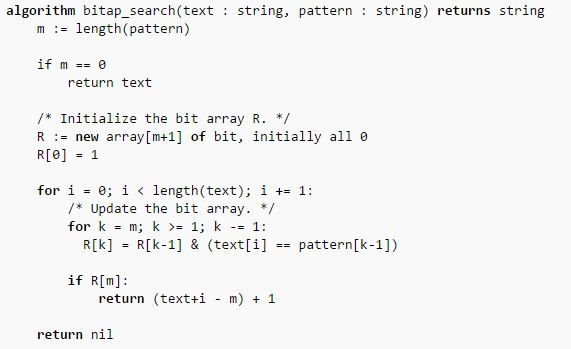 algorithm bitap_search(text : string, pattern : string) returns string
    m := length(pattern)

    if m == 0
        return text

    /* Initialize the bit array R. */
    R := new array[m+1] of bit, initially all 0
    R[0] = 1

    for i = 0; i < length(text); i += 1:
        /* Update the bit array. */
        for k = m; k >= 1; k -= 1:
          R[k] = R[k-1] & (text[i] == pattern[k-1])

        if R[m]:
            return (text+i - m) + 1

    return nil